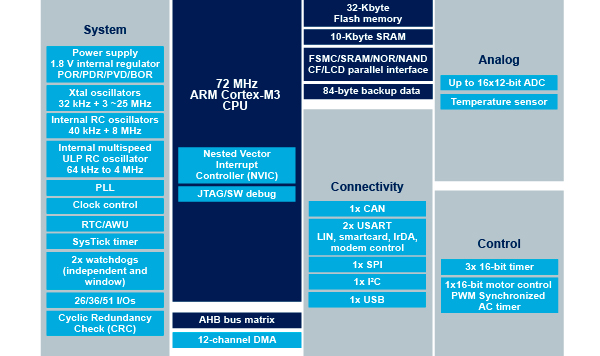 System
Power supply
1.8 V internal regulator
POR/PDR/PVD/BOR
Xtal oscillators
32 kHz + 3 ~25 MHz
Internal RC oscillators
40 kHz + 8 MHz
Internal multispeed
ULP RC oscillator
64 kHz to 4 MHz
PLL
Clock control
RTC/AWU
SysTick timer
2x watchdogs
(independent and
window)
26/36/51 I/Os
Cyclic Redundancy
Check (CRC)
72 MHz
ARM Cortex-M3
CPU
Nested Vector
Interrupt
Controller (NVIC)
JTAG/SW debug
AHB bus matrix
12-channel DMA
32-Kbyte
Flash memory
10-Kbyte SRAM
FSMC/SRAM/NOR/NAND
CF/LCD parallel interface
84-byte backup data
Connectivity
1x CAN
2x USART
LIN, smartcard, IrDA,
modem control
1x SPI
1x I²C
1x USB
Analog
Up to 16x12-bit ADC
Temperature sensor
Control
3x 16-bit timer
1x16-bit motor control
PWM Synchronized
AC timer